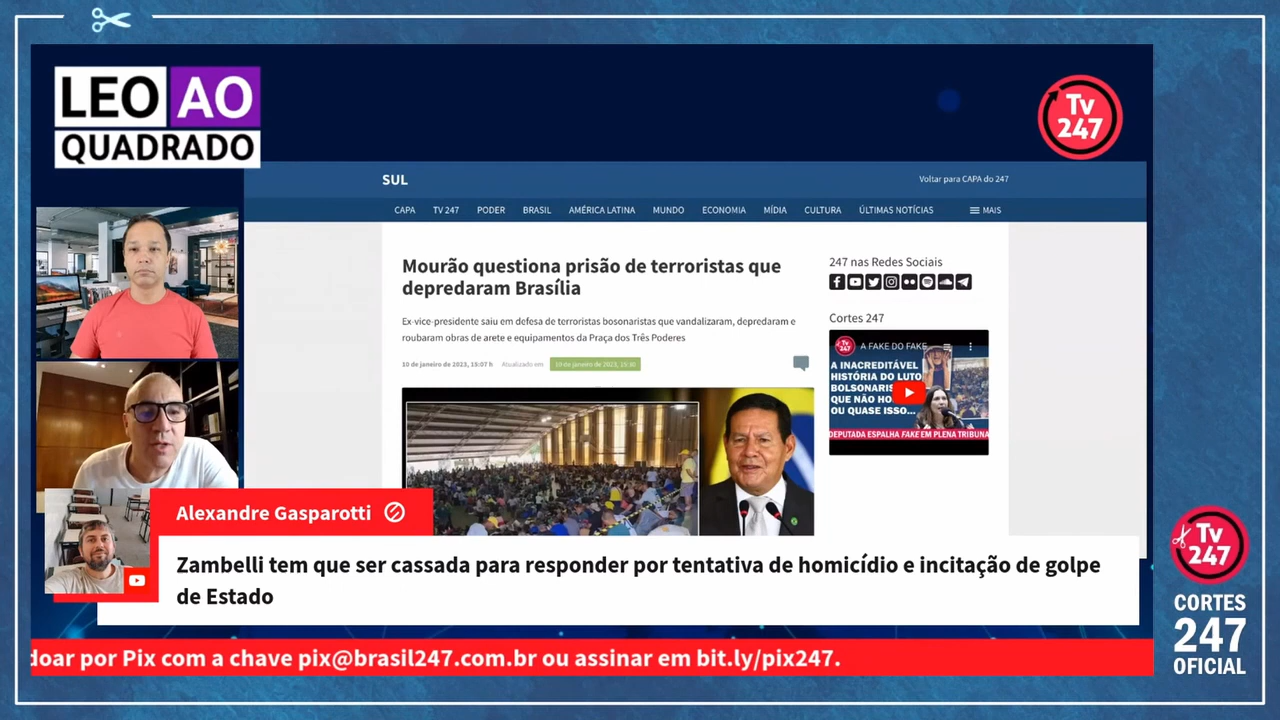 LEO AO
QUADRADO
Tv
247
SUL
Voltar para CAPA do 247
CAPA TV 247 PODER BRASIL AMÉRICA LATINA MUNDO ECONOMIA MÍDIA CULTURA ÚLTIMAS NOTÍCIAS MAIS
Mourão questiona prisão de terroristas que
depredaram Brasília
Ex-vice-presidente saiu em defesa de terroristas bosonaristas que vandalizaram, depredaram e
roubaram obras de arete e equipamentos da Praça dos Três Poderes
10 de janeiro de 2023, 15:07 h Atualizado em
247 nas Redes Sociais
Cortes 247
Tv
247
A FAKE DO FAKE
A INACREDITÁVEL
HISTÓRIA DO LUTO
BOLSONARIS
QUE NÃO HO
OU QUASE ISSO...
DEPUTADA ESPALHA FAKE EM PLENA TRIBUNA
Alexandre Gasparotti
Zambelli tem que ser cassada para responder por tentativa de homicídio e incitação de golpe
de Estado
doar por Pix com a chave pix@brasil247.com.br ou assinar em bit.ly/pix247.
Tv
247
CORTES
247
OFICIAL